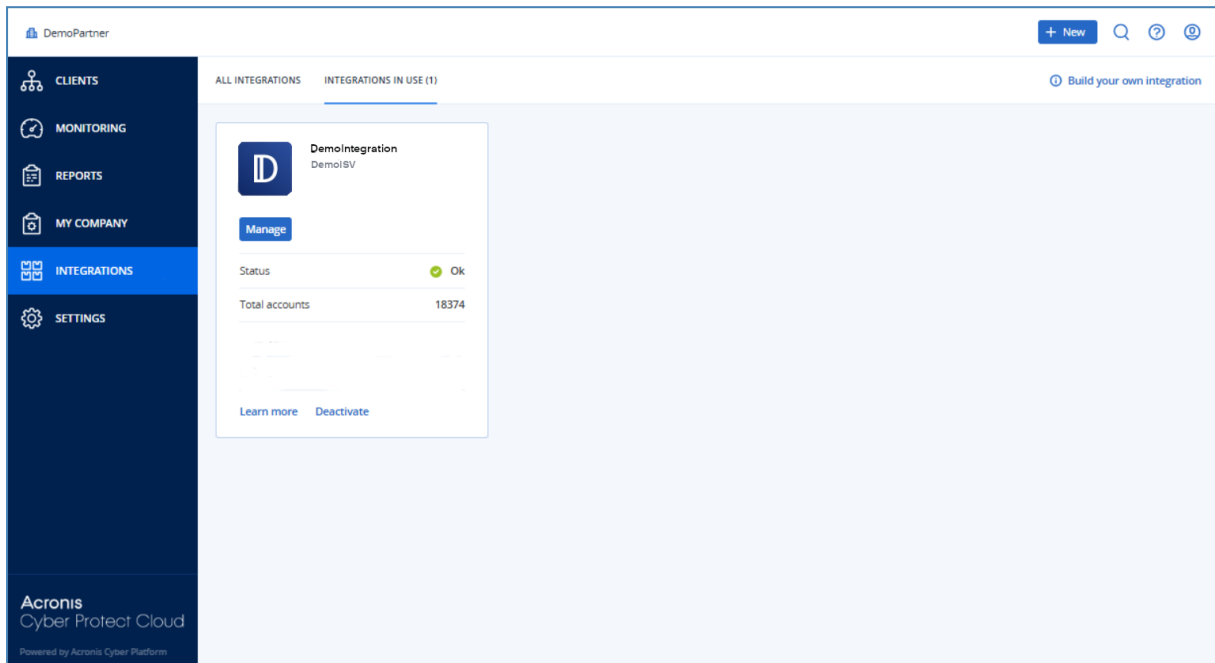 DemoPartner
+ New
CLIENTS
MONITORING
REPORTS
MY COMPANY
INTEGRATIONS
SETTINGS
Acronis
Cyber Protect Cloud
Powered by Acronis Cyber Platform
ALL INTEGRATIONS
INTEGRATIONS IN USE (1)
Build your own integration
D
DemoIntegration
DemoISV
Manage
Status
Ok
Total accounts
18374
Learn more
Deactivate